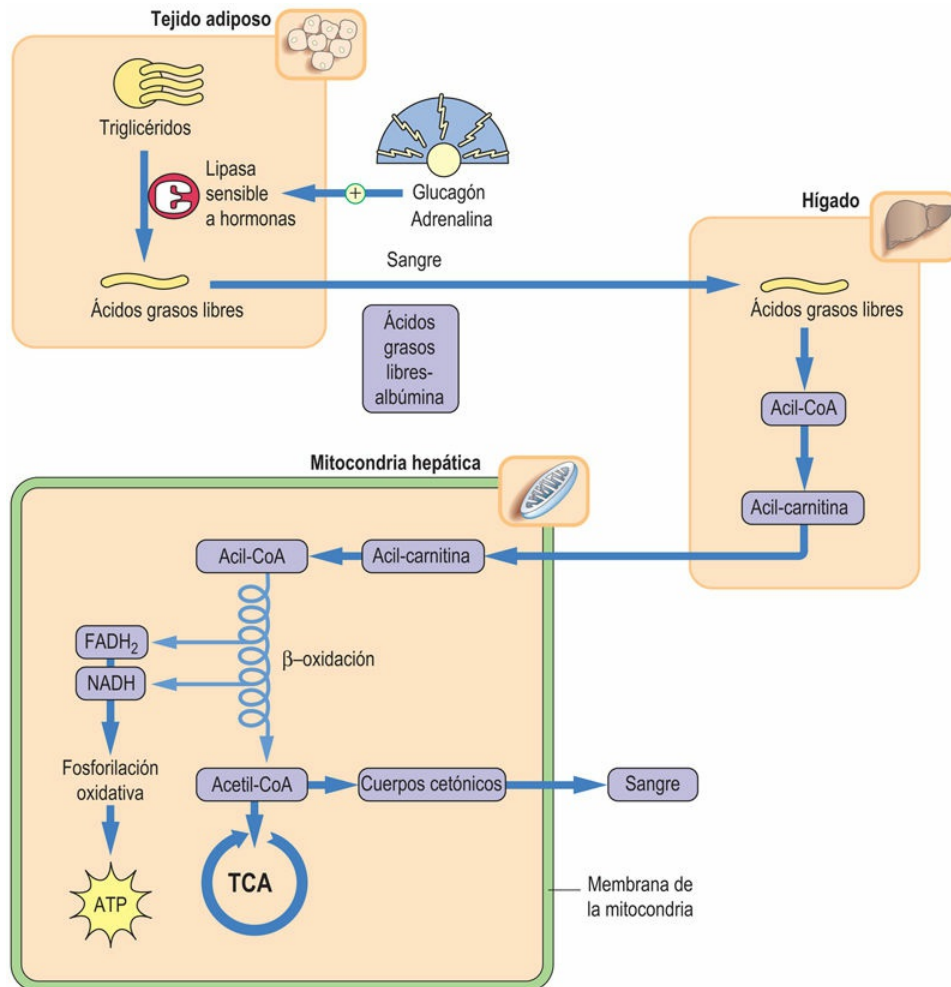 Tejido adiposo
Triglicéridos
Lipasa
sensible
a hormonas
+
Glucagón
Adrenalina
Ácidos grasos libres
Sangre
Ácidos
grasos
libres-
albúmina
Hígado
Ácidos grasos libres
Acil-CoA
Acil-carnitina
Mitocondria hepática
Acil-CoA
Acil-carnitina
FADH₂
NADH
β–oxidación
Fosforilación
oxidativa
Acetil-CoA
Cuerpos cetónicos
Sangre
TCA
ATP
Membrana de
la mitocondria